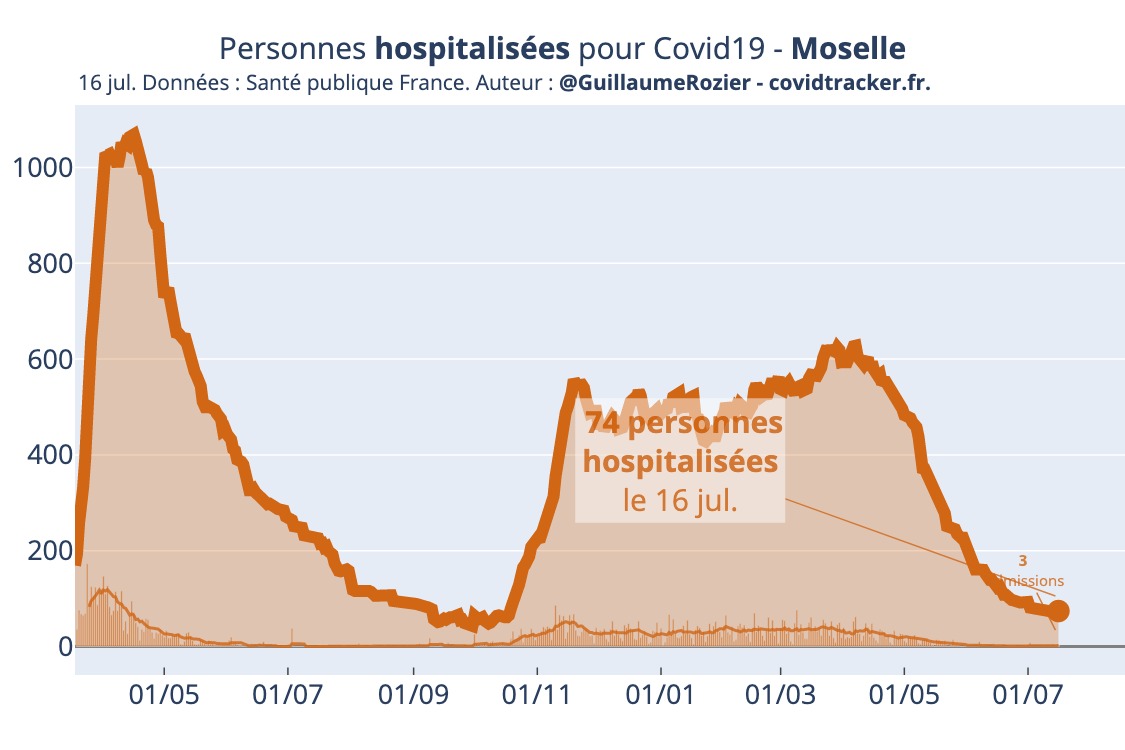 Personnes hospitalisées pour Covid19 - Moselle
16 jul. Données : Santé publique France. Auteur : @GuillaumeRozier - covidtracker.fr.
1000
800
600
400
200
0
74 personnes
hospitalisées
le 16 jul.
3
admissions
01/05
01/07
01/09
01/11
01/01
01/03
01/05
01/07